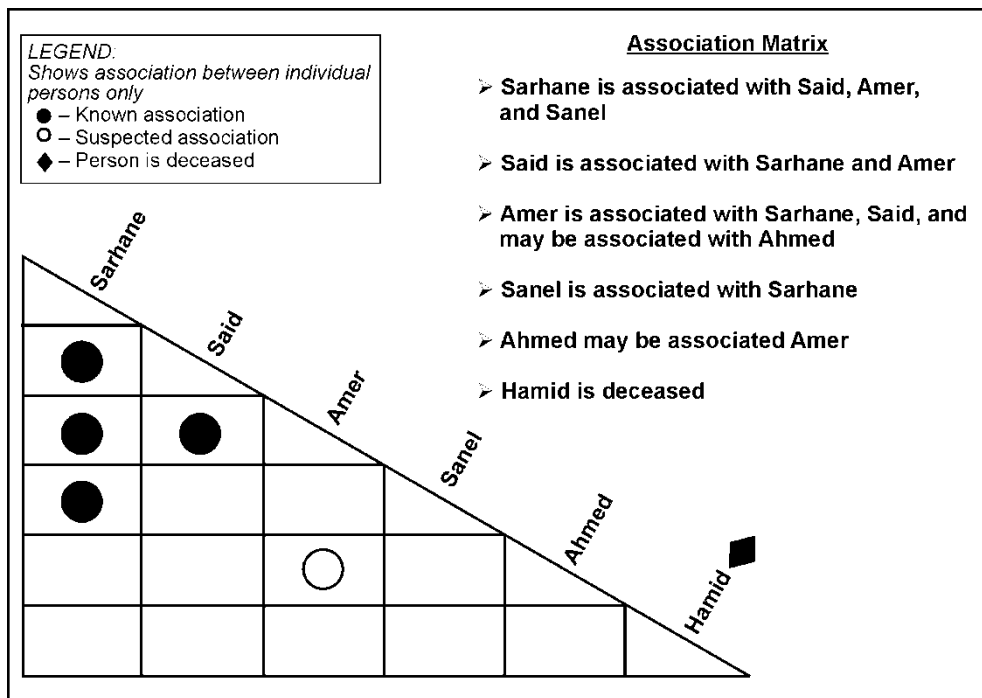 LEGEND:
Shows association between individual
persons only
● – Known association
○ – Suspected association
◆ – Person is deceased
Association Matrix
➢ Sarhane is associated with Said, Amer,
and Sanel
➢ Said is associated with Sarhane and Amer
➢ Amer is associated with Sarhane, Said, and
may be associated with Ahmed
➢ Sanel is associated with Sarhane
➢ Ahmed may be associated Amer
➢ Hamid is deceased
Sarhane
Said
Amer
Sanel
Ahmed
Hamid